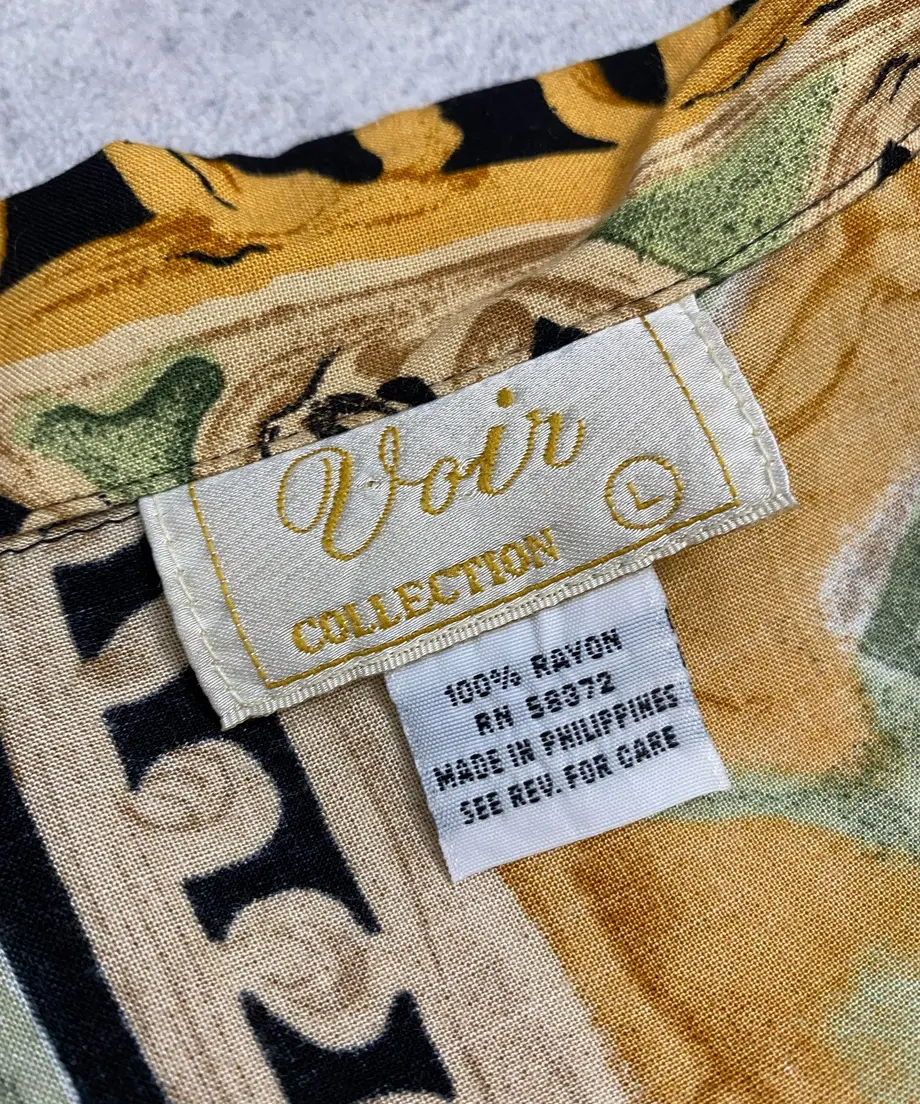 Voir
L
COLLECTION
100% RAYON
RN 58372
MADE IN PHILIPPINES
SEE REV. FOR CARE